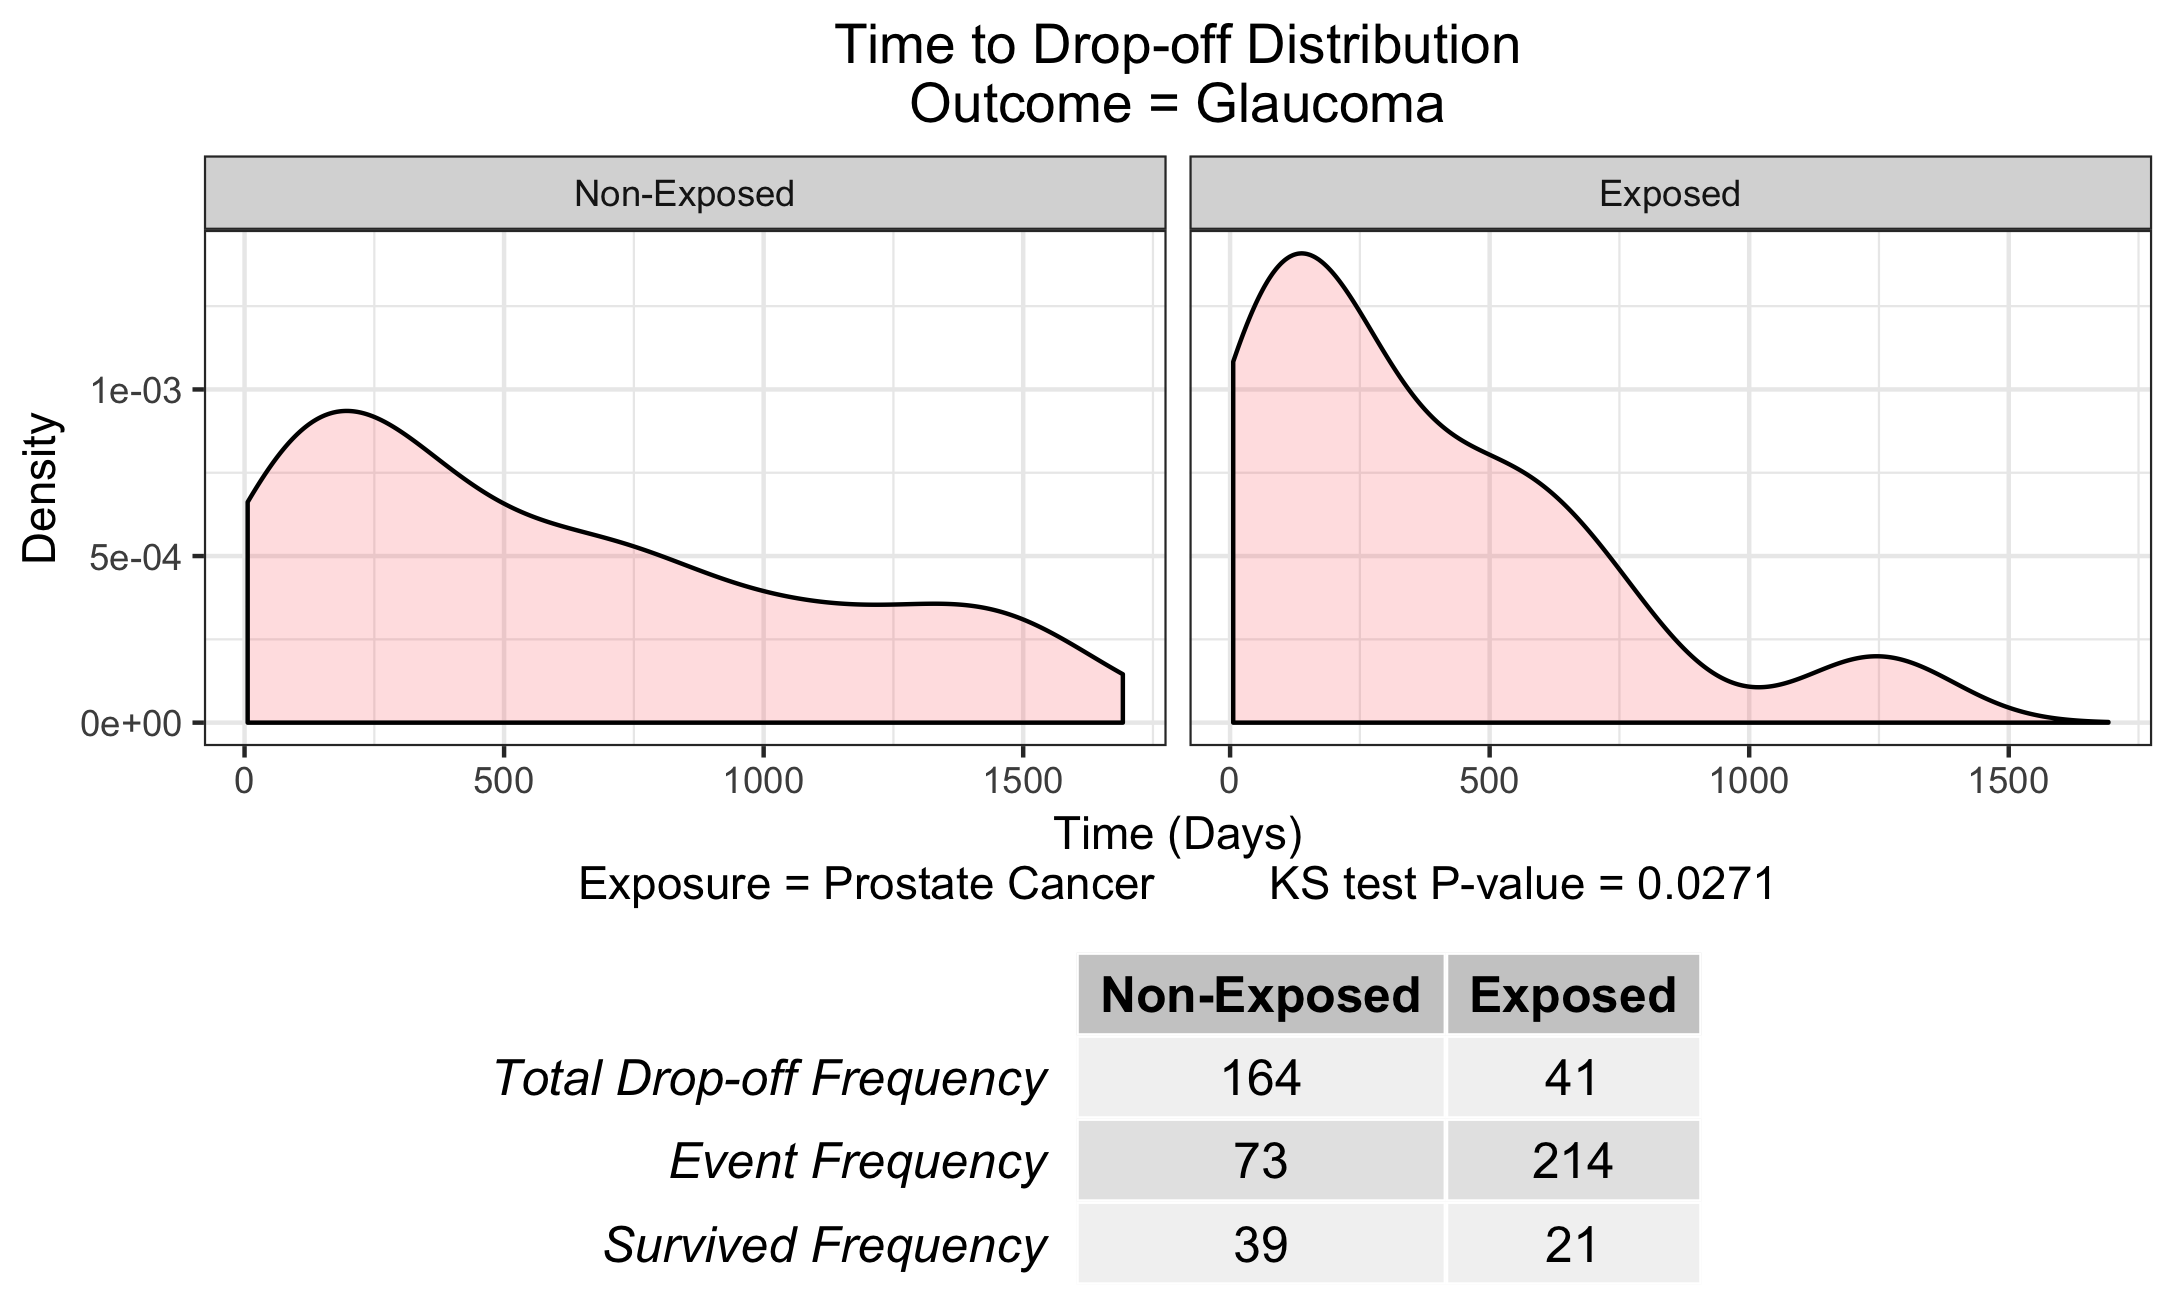 Time to Drop-off Distribution
Outcome = Glaucoma
Non-Exposed Exposed
Density
1e-03
5e-04
0e+00
0 500 1000 1500 0 500 1000 1500
Time (Days)
Exposure = Prostate Cancer KS test P-value = 0.0271
Non-Exposed Exposed
Total Drop-off Frequency 164 41
Event Frequency 73 214
Survived Frequency 39 21